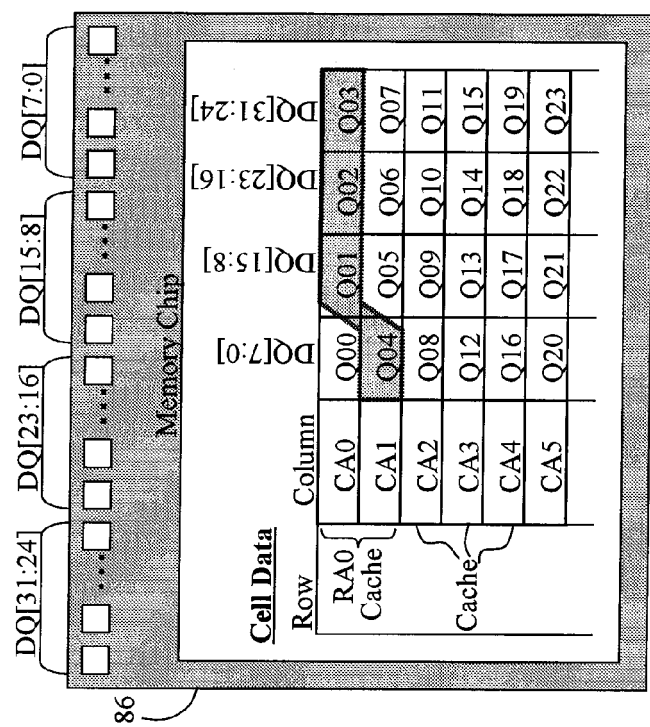 DQ[31:24] DQ[23:16] DQ[15:8] DQ[7:0]
Memory Chip
86
Cell Data
Row Column DQ[7:0] DQ[15:8] DQ[23:16] DQ[31:24]
RA0 CA0 Q00 Q01 Q02 Q03
Cache CA1 Q04 Q05 Q06 Q07
CA2 Q08 Q09 Q10 Q11
Cache CA3 Q12 Q13 Q14 Q15
CA4 Q16 Q17 Q18 Q19
CA5 Q20 Q21 Q22 Q23